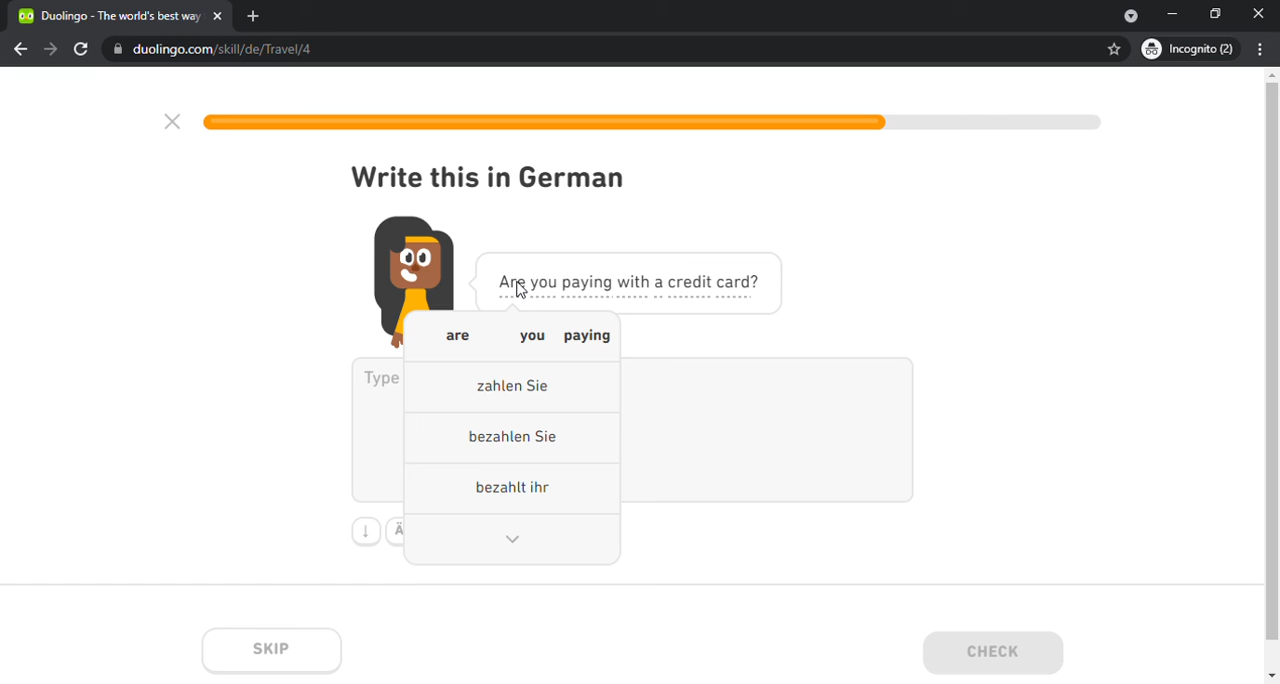 Duolingo - The world's best way
duolingo.com/skill/de/Travel/4
Incognito (2)
Write this in German
Are you paying with a credit card?
are you paying
Type
zahlen Sie
bezahlen Sie
bezahlt ihr
↓ Ä
SKIP
CHECK